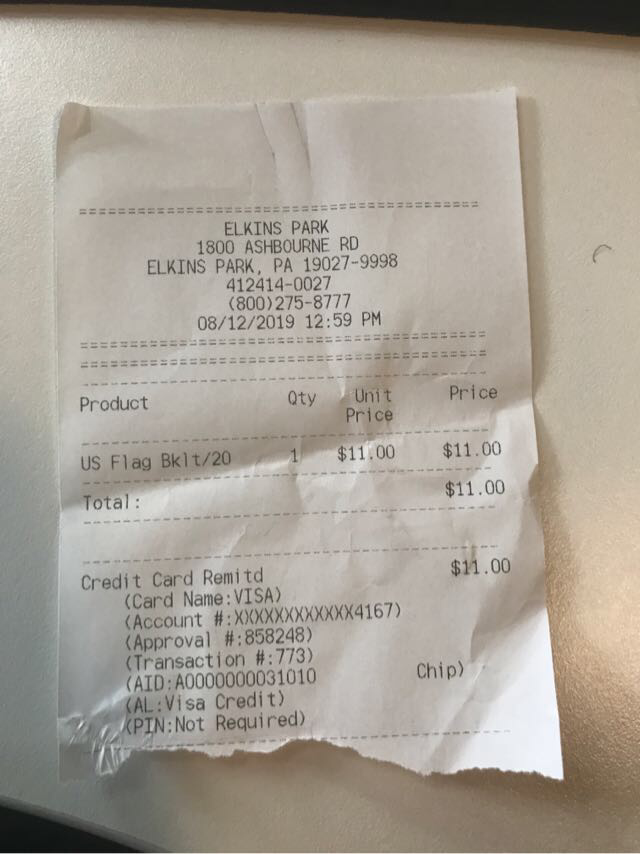 ========================================
ELKINS PARK
1800 ASHBOURNE RD
ELKINS PARK, PA 19027-9998
412414-0027
(800)275-8777
08/12/2019 12:59 PM
========================================
========================================
----------------------------------------
Product Qty Unit Price
Price
----------------------------------------
US Flag Bklt/20 1 $11.00 $11.00
----------------------------------------
Total: $11.00
----------------------------------------
----------------------------------------
Credit Card Remitd $11.00
(Card Name:VISA)
(Account #:XXXXXXXXXXXX4167)
(Approval #:858248)
(Transaction #:773)
(AID:A0000000031010 Chip)
(AL:Visa Credit)
(PIN:Not Required)
----------------------------------------